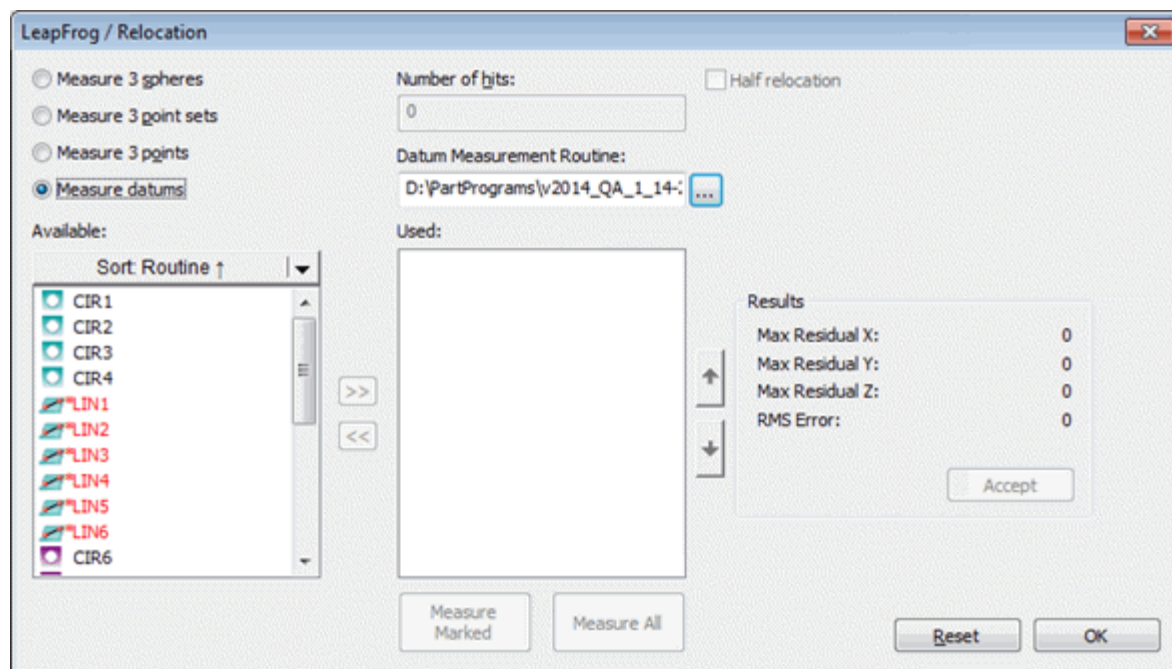 LeapFrog / Relocation
Measure 3 spheres
Measure 3 point sets
Measure 3 points
Measure datums
Number of hits:
0
Half relocation
Datum Measurement Routine:
D:\PartPrograms\v2014_QA_1_14-
...
Available:
Sort: Routine ↑
CIR1
CIR2
CIR3
CIR4
*LIN1
*LIN2
*LIN3
*LIN4
*LIN5
*LIN6
CIR6
>>
<<
Used:
Measure Marked
Measure All
Results
Max Residual X: 0
Max Residual Y: 0
Max Residual Z: 0
RMS Error: 0
Accept
Reset
OK